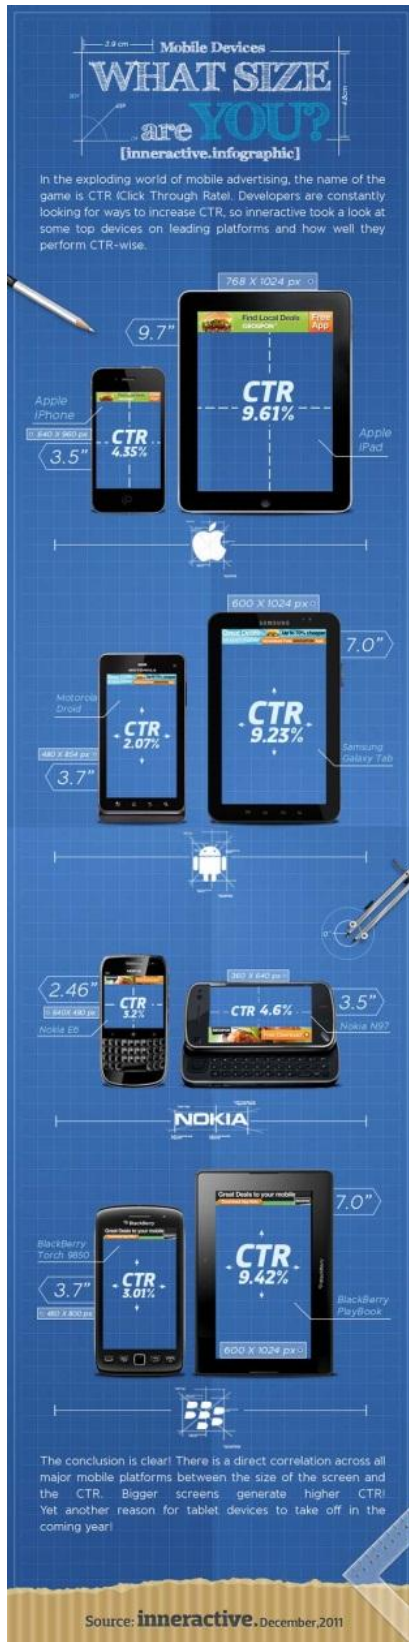 2.9 cm
Mobile Devices
WHAT SIZE
are YOU?
[inneractive.infographic]
In the exploding world of mobile advertising, the name of the
game is CTR (Click Through Rate). Developers are constantly
looking for ways to increase CTR, so inneractive took a look at
some top devices on leading platforms and how well they
perform CTR-wise.
768 X 1024 px
9.7”
Find Local Deals
GROUPON
Free
App
CTR
9.61%
Apple
iPhone
640 X 960 px
3.5”
CTR
4.35%
Apple
iPad
600 X 1024 px
SAMSUNG
7.0”
Motorola
Droid
480 X 854 px
3.7”
MOTOROLA
CTR
2.07%
CTR
9.23%
Samsung
Galaxy Tab
2.46”
640X 480 px
Nokia E6
NOKIA
CTR
3.2%
360 X 640 px
CTR 4.6%
3.5”
Nokia N97
NOKIA
BlackBerry
Torch 9850
3.7”
480 X 800 px
BlackBerry
Great Deals to your mobile
CTR
3.01%
Great Deals to your mobile
7.0”
CTR
9.42%
BlackBerry
BlackBerry
PlayBook
600 X 1024 px
The conclusion is clear! There is a direct correlation across all
major mobile platforms between the size of the screen and
the CTR. Bigger screens generate higher CTR!
Yet another reason for tablet devices to take off in the
coming year!
Source: inneractive. December,2011